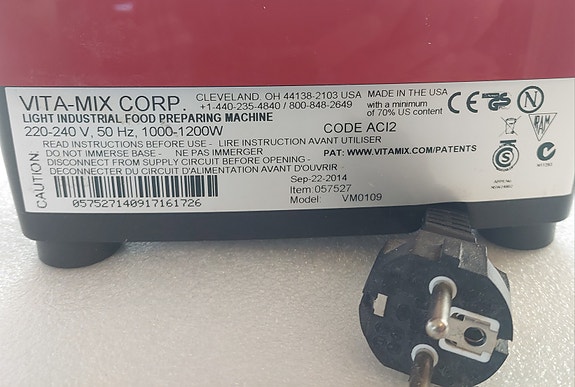 VITA-MIX CORP. CLEVELAND, OH 44138-2103 USA MADE IN THE USA
+1-440-235-4840 / 800-848-2649 with a minimum
LIGHT INDUSTRIAL FOOD PREPARING MACHINE of 70% US content
220-240 V, 50 Hz, 1000-1200W CODE ACI2
READ INSTRUCTIONS BEFORE USE - LIRE INSTRUCTION AVANT USER
DO NOT IMMERSE BASE - NE PAS IMMERGER PAT: WWW.VITAMIX.COM/PATENTS
DISCONNECT FROM SUPPLY CIRCUIT BEFORE OPENING -
DECONNECTER DU CIRCUIT D'ALIMENTATION AVANT D'OUVRIR
CAUTION:
Sep-22-2014
Item:057527
Model: VM0109
057527140917161726
CE GS N
S